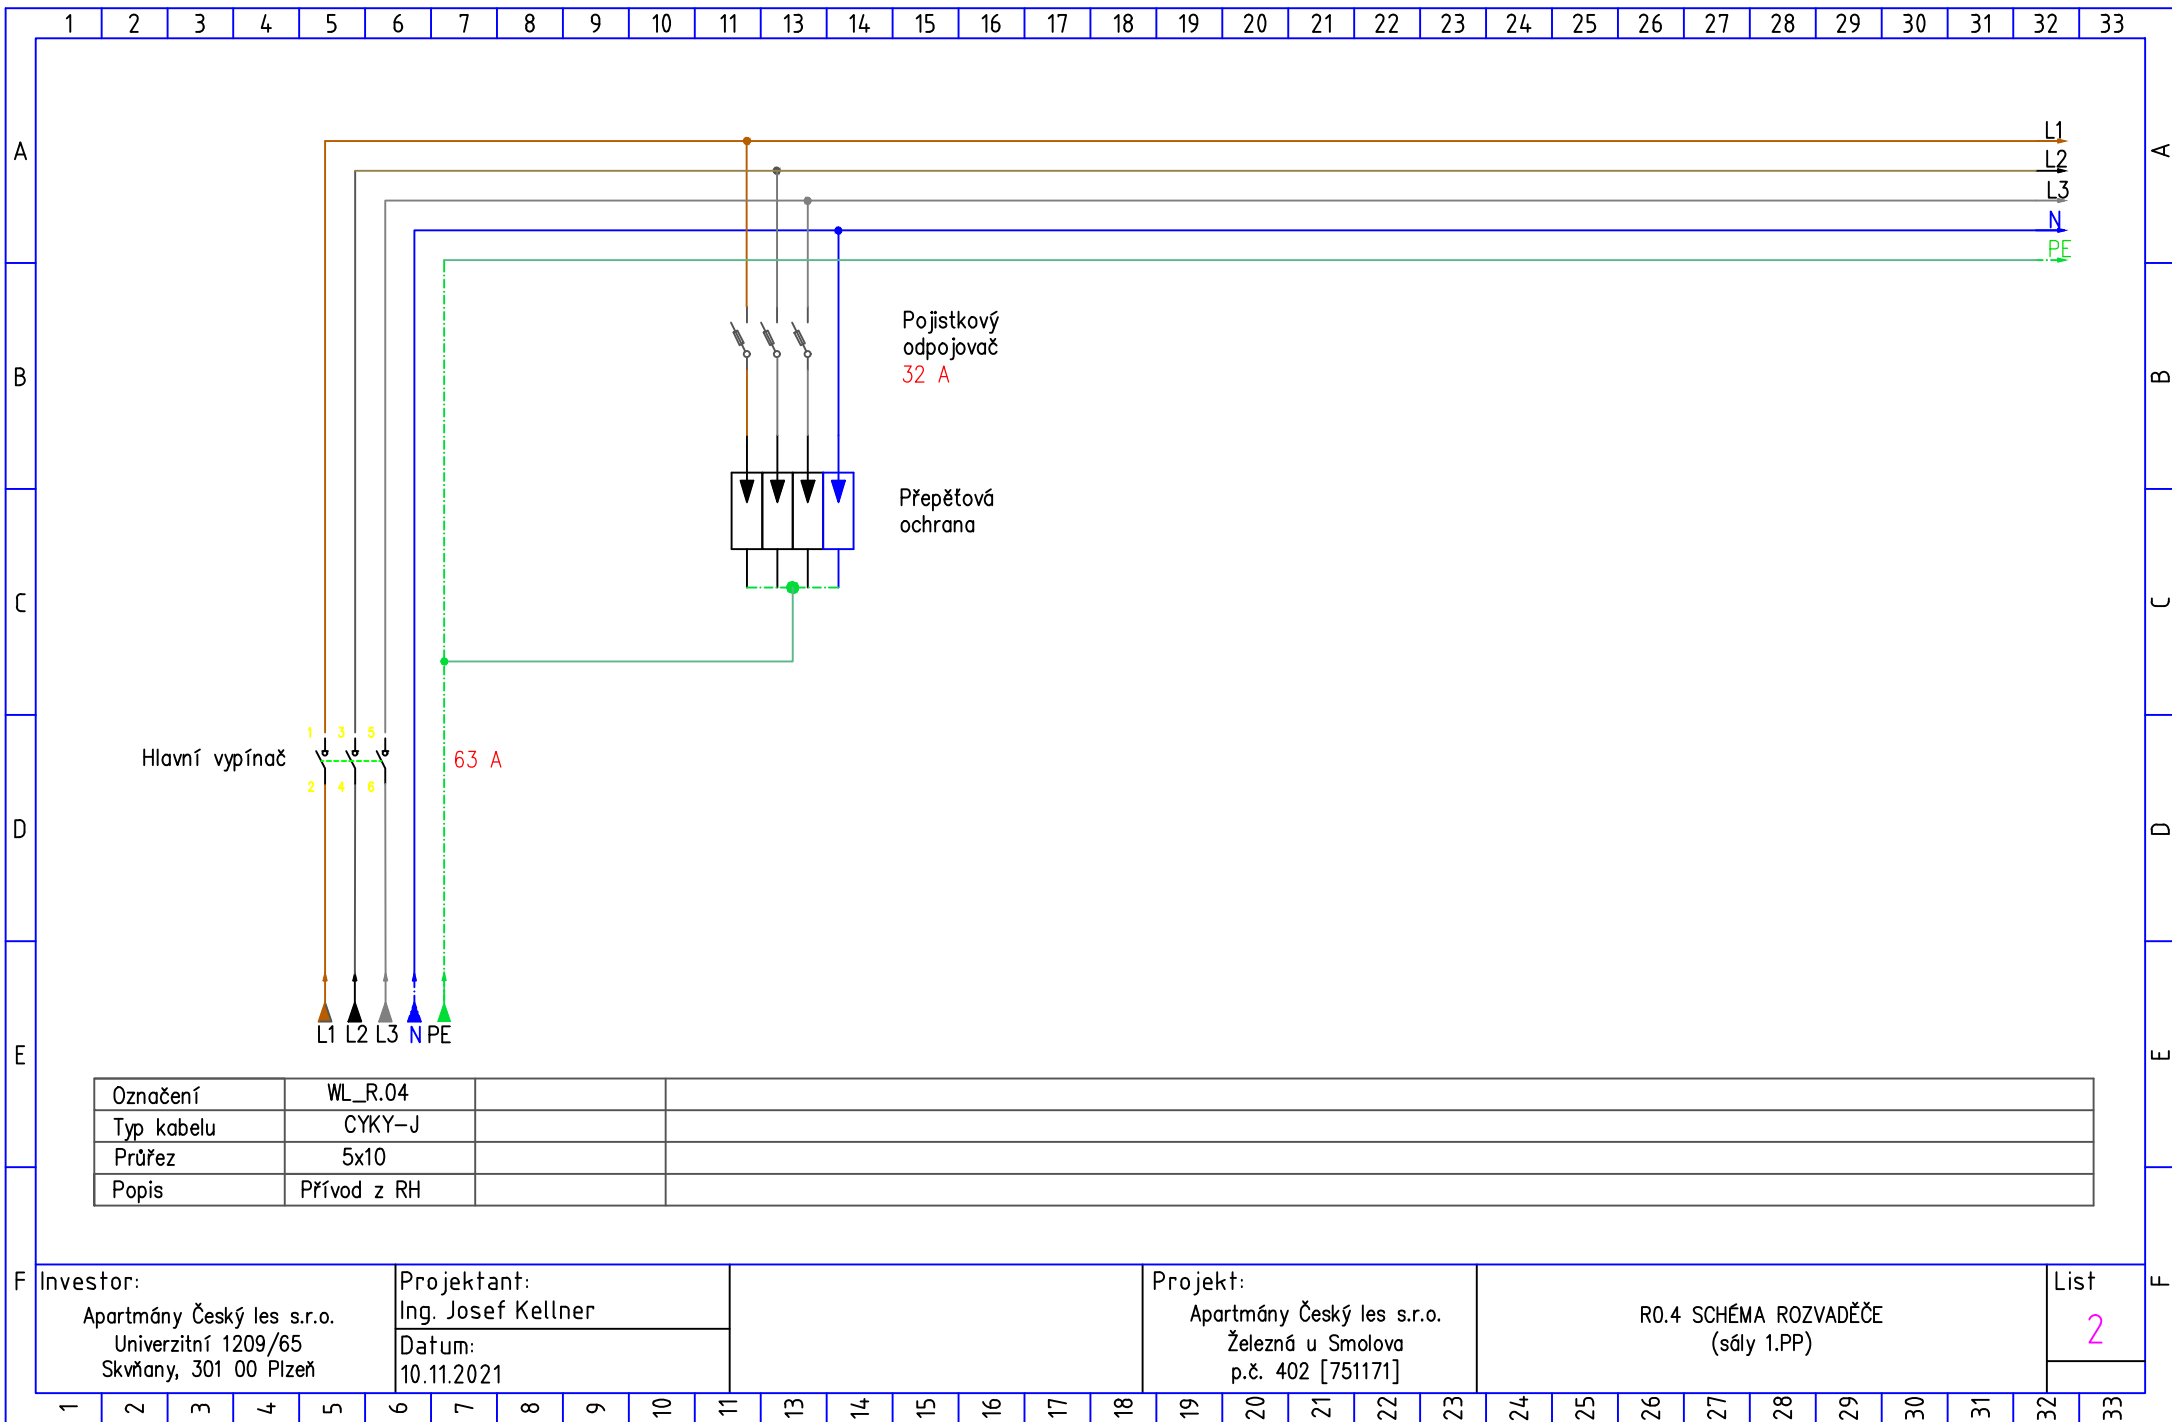 1 2 3 4 5 6 7 8 9 10 11 13 14 15 16 17 18 19 20 21 22 23 24 25 26 27 28 29 30 31 32 33
A
A
L1
L2
L3
N
PE
B
B
Pojistkový
odpojovač
32 A
Přepěťová
ochrana
C
C
1 3 5
Hlavní vypínač
63 A
2 4 6
D
D
L1 L2 L3 N PE
E
E
Označení WL_R.04
Typ kabelu CYKY-J
Průřez 5x10
Popis Přívod z RH
F
F
Investor:
Apartmány Český les s.r.o.
Univerzitní 1209/65
Skvňany, 301 00 Plzeň
Projektant:
Ing. Josef Kellner
Datum:
10.11.2021
Projekt:
Apartmány Český les s.r.o.
Železná u Smolova
p.č. 402 [751171]
R0.4 SCHÉMA ROZVADĚČE
(sály 1.PP)
List
2
1 2 3 4 5 6 7 8 9 10 11 13 14 15 16 17 18 19 20 21 22 23 24 25 26 27 28 29 30 31 32 33